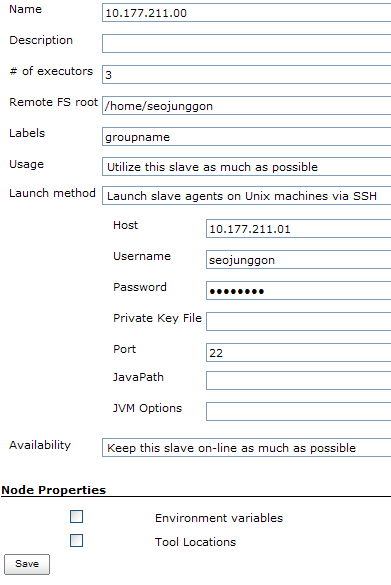 Name 10.177.211.00
Description
# of executors 3
Remote FS root /home/seojunggon
Labels groupname
Usage Utilize this slave as much as possible
Launch method Launch slave agents on Unix machines via SSH
Host 10.177.211.01
Username seojunggon
Password ••••••••
Private Key File
Port 22
JavaPath
JVM Options
Availability Keep this slave on-line as much as possible
Node Properties
Environment variables
Tool Locations
Save